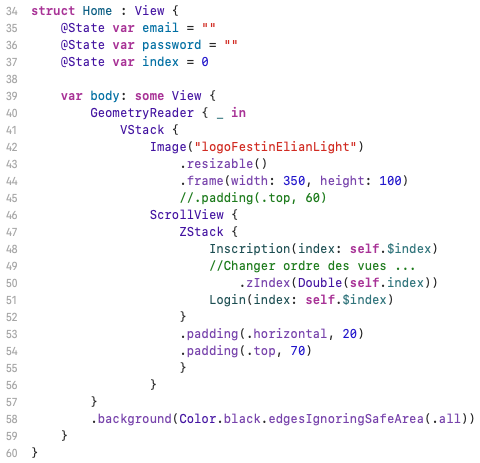 34 struct Home : View {
35     @State var email = ""
36     @State var password = ""
37     @State var index = 0
38
39     var body: some View {
40         GeometryReader { _ in
41             VStack {
42                 Image("logoFestinElianLight")
43                     .resizable()
44                     .frame(width: 350, height: 100)
45                     //.padding(.top, 60)
46                 ScrollView {
47                     ZStack {
48                         Inscription(index: self.$index)
49                         //Changer ordre des vues ...
50                             .zIndex(Double(self.index))
51                         Login(index: self.$index)
52                     }
53                     .padding(.horizontal, 20)
54                     .padding(.top, 70)
55                     }
56                 }
57         }
58         .background(Color.black.edgesIgnoringSafeArea(.all))
59     }
60 }